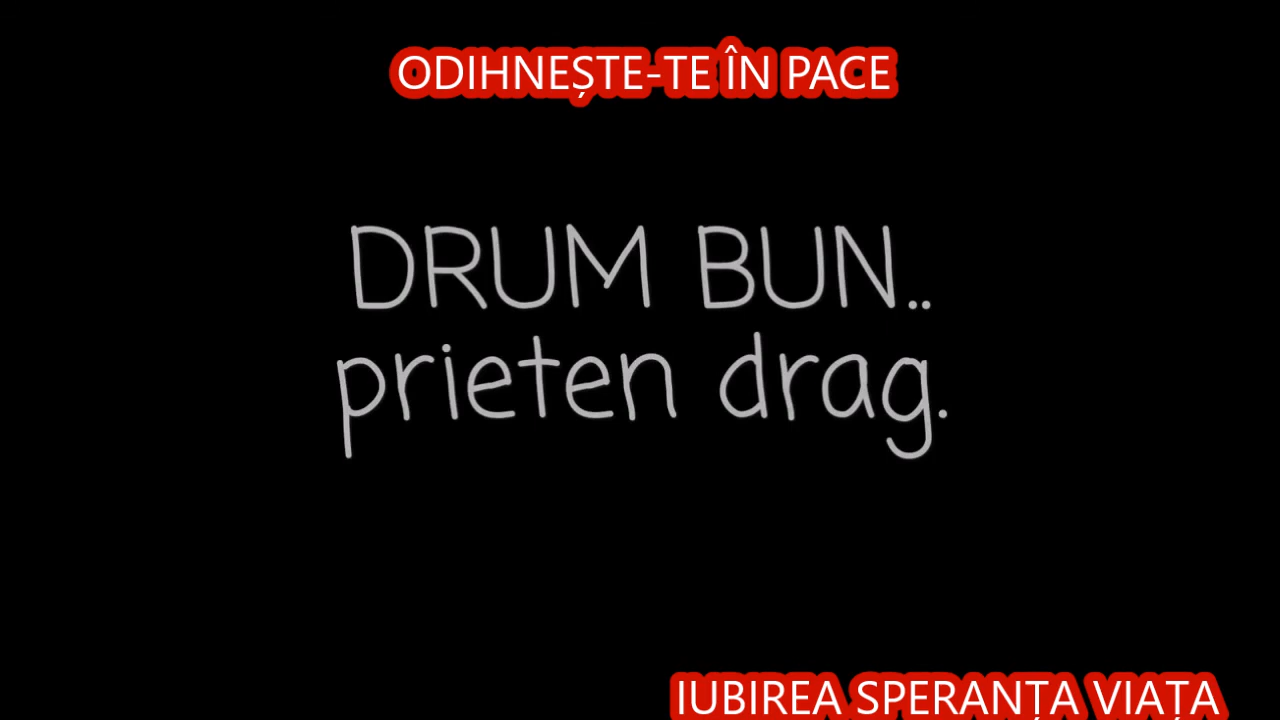 ODIHNEȘTE-TE ÎN PACE
DRUM BUN..
prieten drag.
IUBIREA SPERANȚA VIAȚA